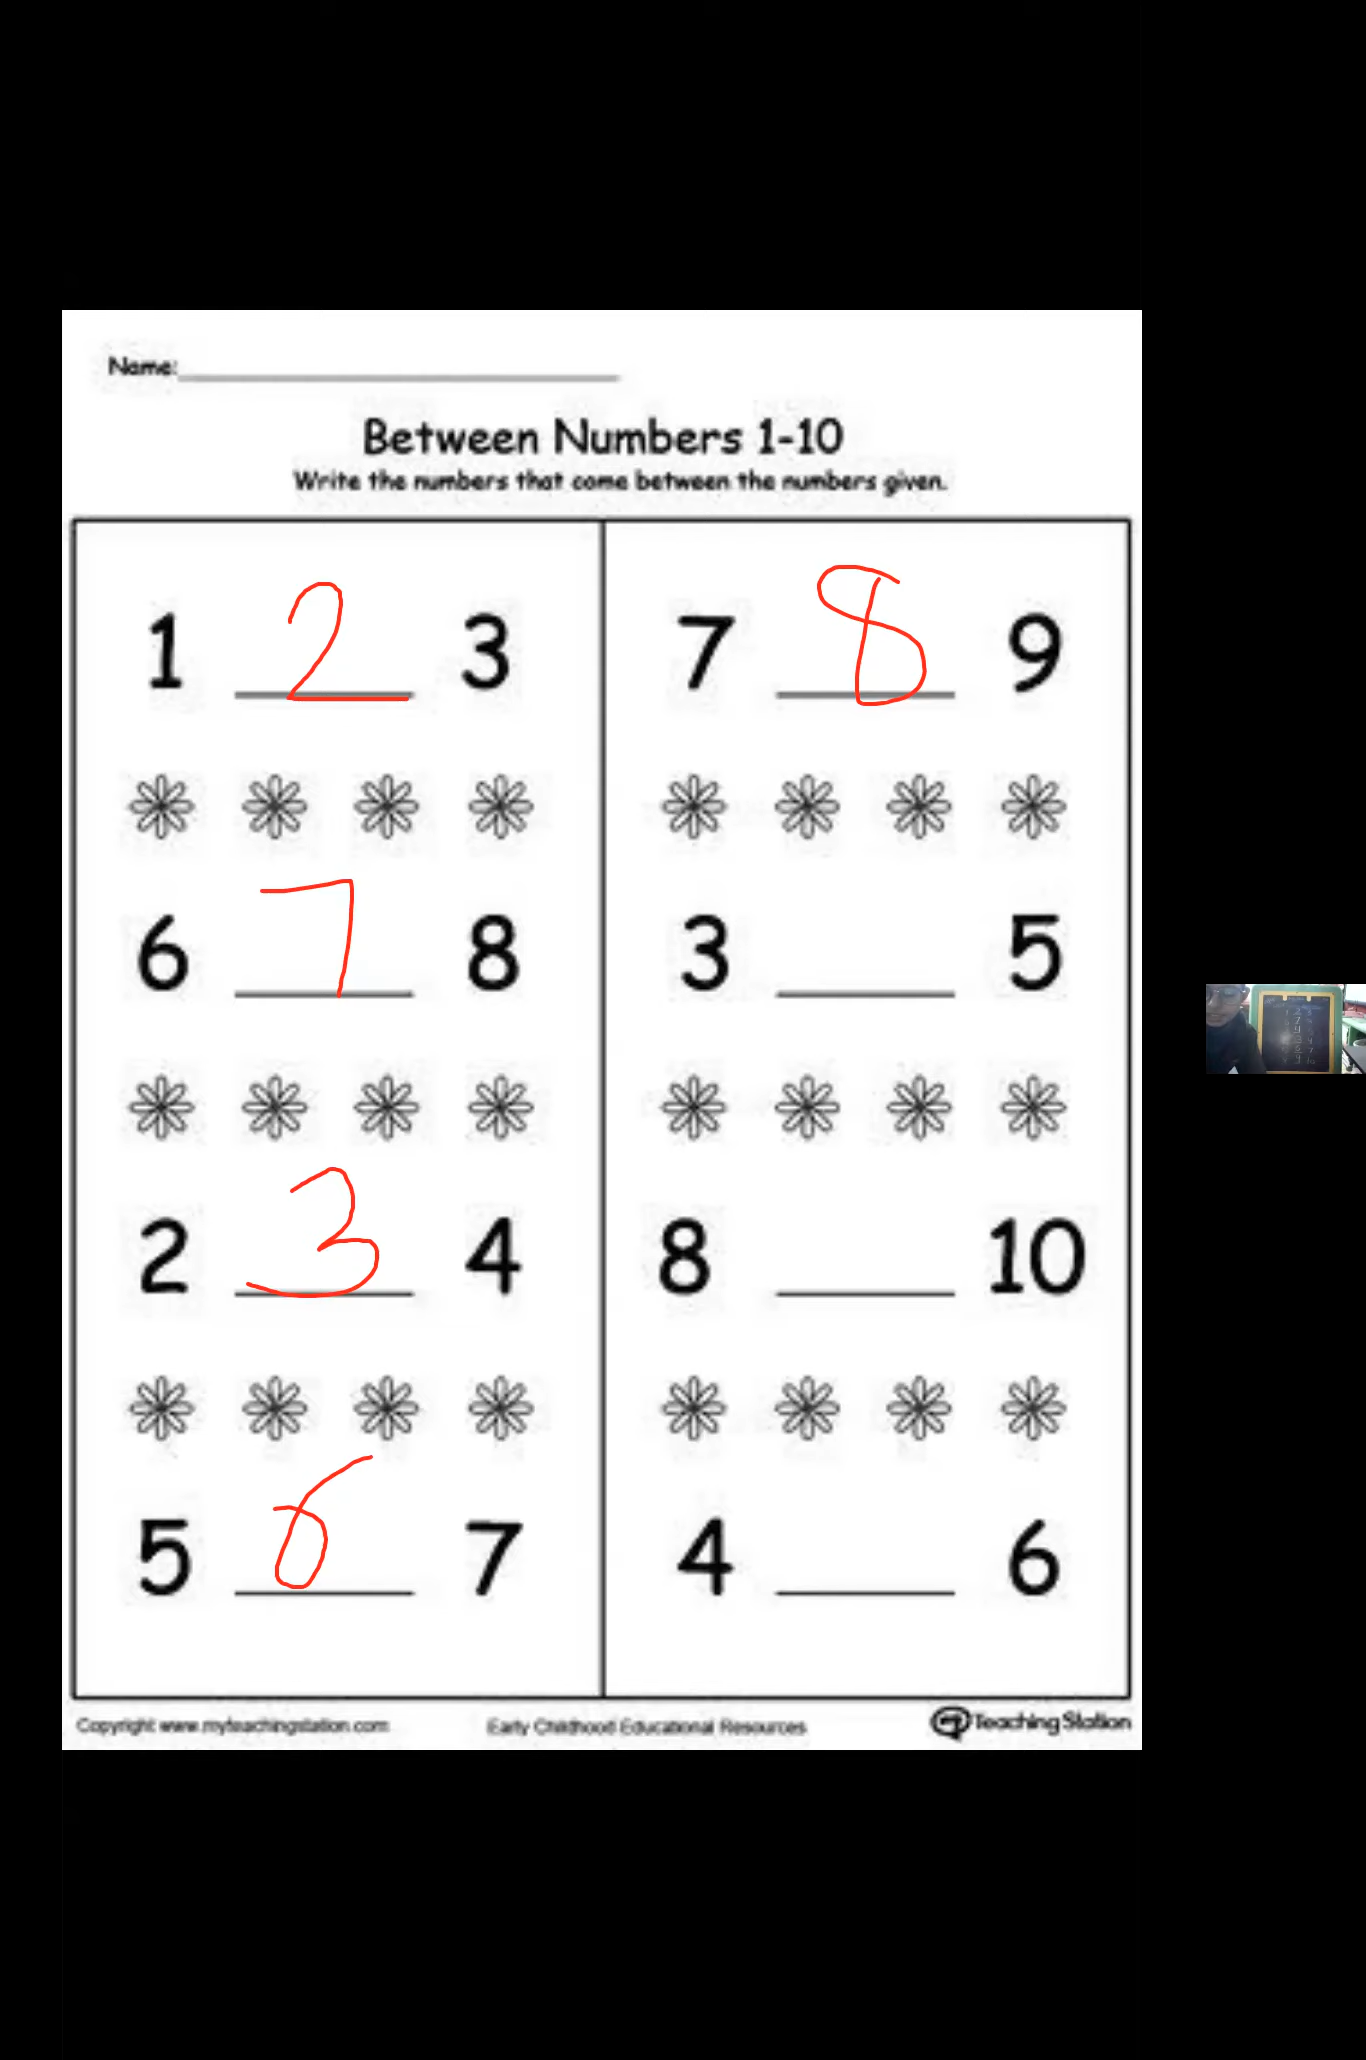 Name:
Between Numbers 1-10
Write the numbers that come between the numbers given.
1 2 3
6 7 8
2 3 4
5 6 7
7 8 9
3 5
8 10
4 6
Copyright www.myteachingstation.com
Early Childhood Educational Resources
Teaching Station